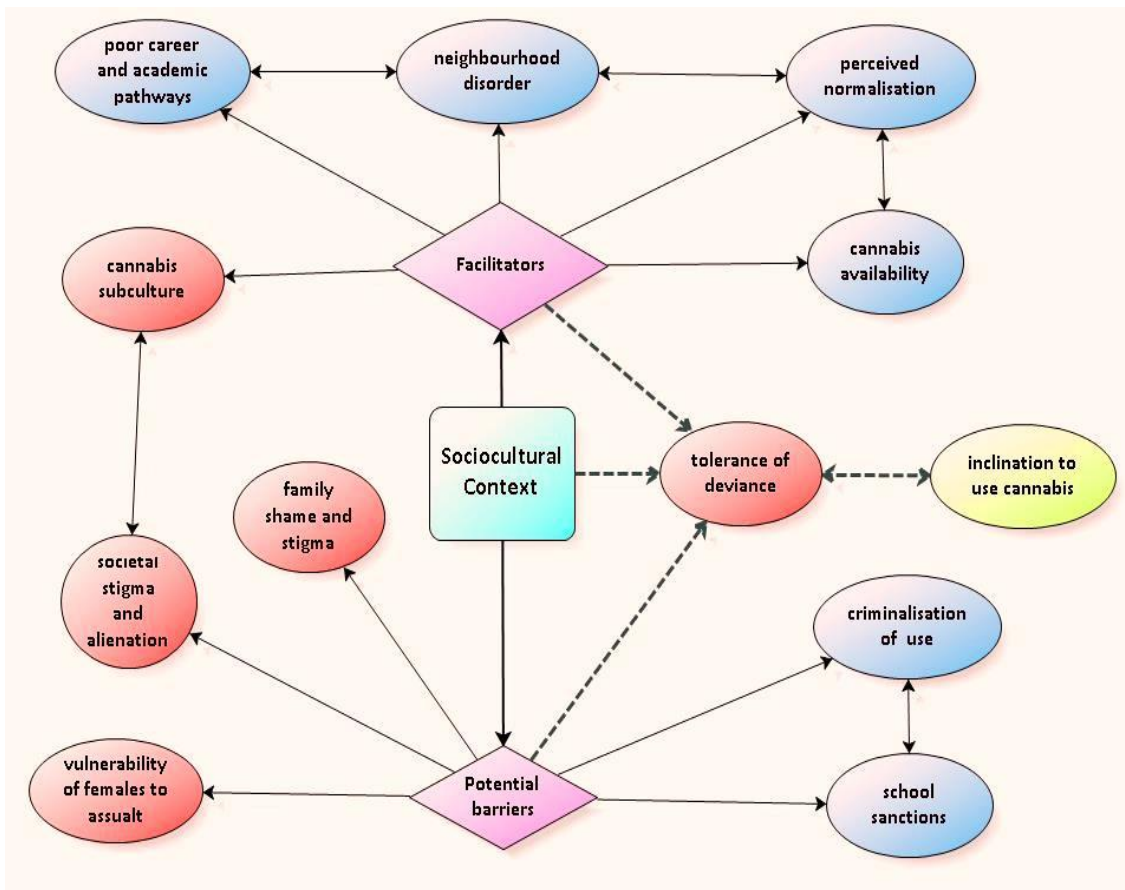 poor career
and academic
pathways
neighbourhood
disorder
perceived
normalisation
cannabis
subculture
Facilitators
cannabis
availability
Sociocultural
Context
tolerance of
deviance
inclination to
use cannabis
family
shame and
stigma
societal
stigma
and
alienation
criminalisation
of use
vulnerability
of females to
assualt
Potential
barriers
school
sanctions